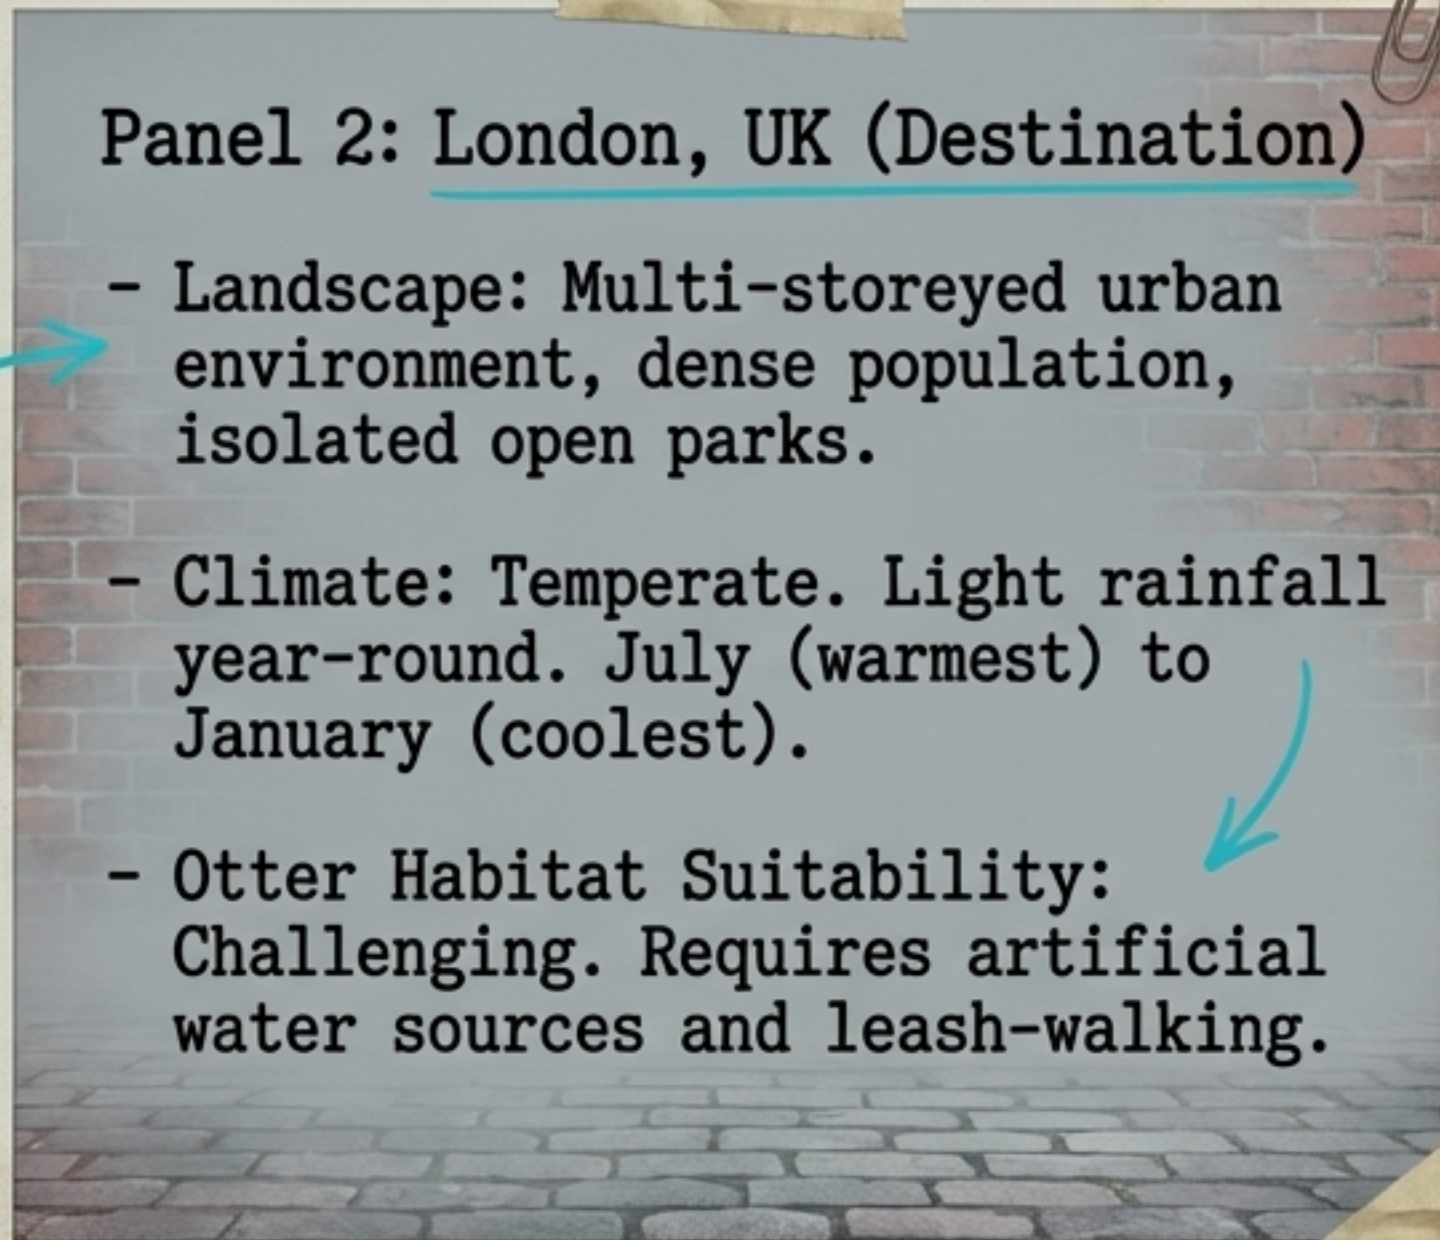 Panel 2: London, UK (Destination)
- Landscape: Multi-storeyed urban
environment, dense population,
isolated open parks.
- Climate: Temperate. Light rainfall
year-round. July (warmest) to
January (coolest).
- Otter Habitat Suitability:
Challenging. Requires artificial
water sources and leash-walking.